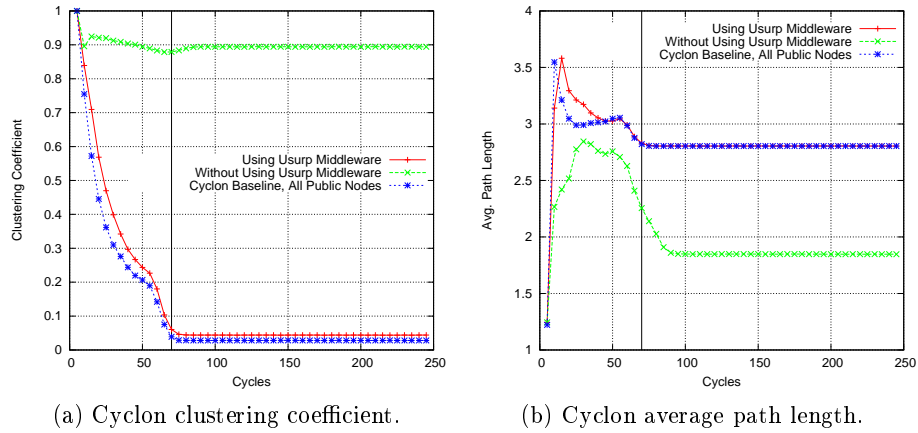 Clustering Coefficient
1
0.9
0.8
0.7
0.6
0.5
0.4
0.3
0.2
0.1
0
Using Usurp Middleware
Without Using Usurp Middleware
Cyclon Baseline, All Public Nodes
0 50 100 150 200 250
Cycles
(a) Cyclon clustering coefficient.
Avg. Path Length
4
3.5
3
2.5
2
1.5
1
Using Usurp Middleware
Without Using Usurp Middleware
Cyclon Baseline, All Public Nodes
0 50 100 150 200 250
Cycles
(b) Cyclon average path length.